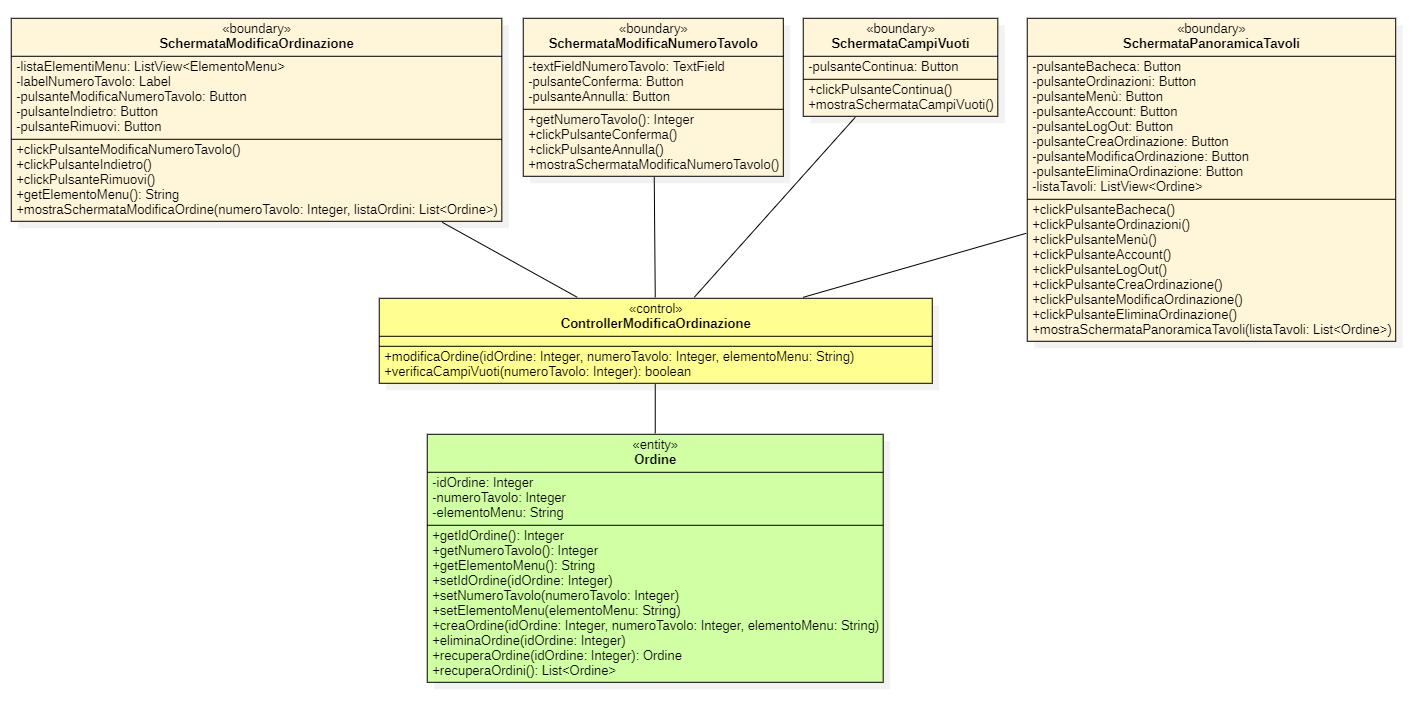 «boundary»
SchermataModificaOrdinazione
-listaElementiMenu: ListView<ElementoMenu>
-labelNumeroTavolo: Label
-pulsanteModificaNumeroTavolo: Button
-pulsanteIndietro: Button
-pulsanteRimuovi: Button
+clickPulsanteModificaNumeroTavolo()
+clickPulsanteIndietro()
+clickPulsanteRimuovi()
+getElementoMenu(): String
+mostraSchermataModificaOrdine(numeroTavolo: Integer, listaOrdini: List<Ordine>)
«boundary»
SchermataModificaNumeroTavolo
-textFieldNumeroTavolo: TextField
-pulsanteConferma: Button
-pulsanteAnnulla: Button
+getNumeroTavolo(): Integer
+clickPulsanteConferma()
+clickPulsanteAnnulla()
+mostraSchermataModificaNumeroTavolo()
«boundary»
SchermataCampiVuoti
-pulsanteContinua: Button
+clickPulsanteContinua()
+mostraSchermataCampiVuoti()
«boundary»
SchermataPanoramicaTavoli
-pulsanteBacheca: Button
-pulsanteOrdinazioni: Button
-pulsanteMenù: Button
-pulsanteAccount: Button
-pulsanteLogOut: Button
-pulsanteCreaOrdinazione: Button
-pulsanteModificaOrdinazione: Button
-pulsanteEliminaOrdinazione: Button
-listaTavoli: ListView<Ordine>
+clickPulsanteBacheca()
+clickPulsanteOrdinazioni()
+clickPulsanteMenù()
+clickPulsanteAccount()
+clickPulsanteLogOut()
+clickPulsanteCreaOrdinazione()
+clickPulsanteModificaOrdinazione()
+clickPulsanteEliminaOrdinazione()
+mostraSchermataPanoramicaTavoli(listaTavoli: List<Ordine>)
«control»
ControllerModificaOrdinazione
+modificaOrdine(idOrdine: Integer, numeroTavolo: Integer, elementoMenu: String)
+verificaCampiVuoti(numeroTavolo: Integer): boolean
«entity»
Ordine
-idOrdine: Integer
-numeroTavolo: Integer
-elementoMenu: String
+getIdOrdine(): Integer
+getNumeroTavolo(): Integer
+getElementoMenu(): String
+setIdOrdine(idOrdine: Integer)
+setNumeroTavolo(numeroTavolo: Integer)
+setElementoMenu(elementoMenu: String)
+creaOrdine(idOrdine: Integer, numeroTavolo: Integer, elementoMenu: String)
+eliminaOrdine(idOrdine: Integer)
+recuperaOrdine(idOrdine: Integer): Ordine
+recuperaOrdini(): List<Ordine>